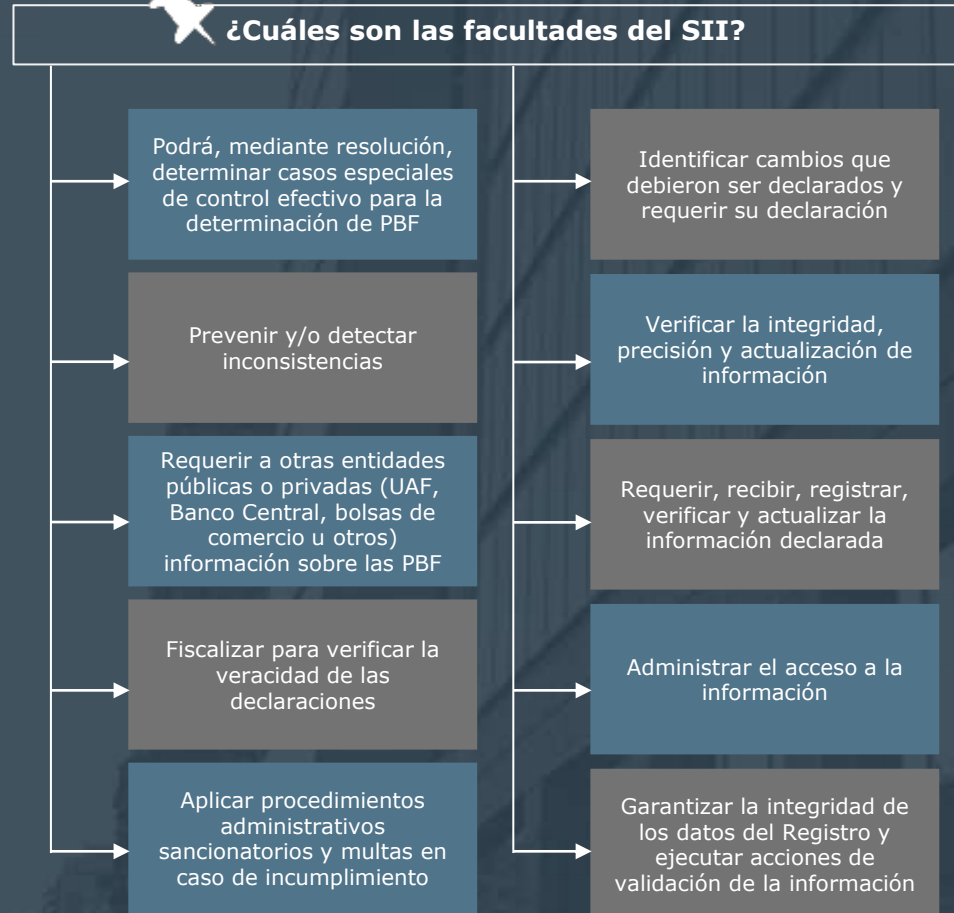 ¿Cuáles son las facultades del SII?
Podrá, mediante resolución,
determinar casos especiales
de control efectivo para la
determinación de PBF
Prevenir y/o detectar
inconsistencias
Requerir a otras entidades
públicas o privadas (UAF,
Banco Central, bolsas de
comercio u otros)
información sobre las PBF
Fiscalizar para verificar la
veracidad de las
declaraciones
Aplicar procedimientos
administrativos
sancionatorios y multas en
caso de incumplimiento
Identificar cambios que
debieron ser declarados y
requerir su declaración
Verificar la integridad,
precisión y actualización de
información
Requerir, recibir, registrar,
verificar y actualizar la
información declarada
Administrar el acceso a la
información
Garantizar la integridad de
los datos del Registro y
ejecutar acciones de
validación de la información